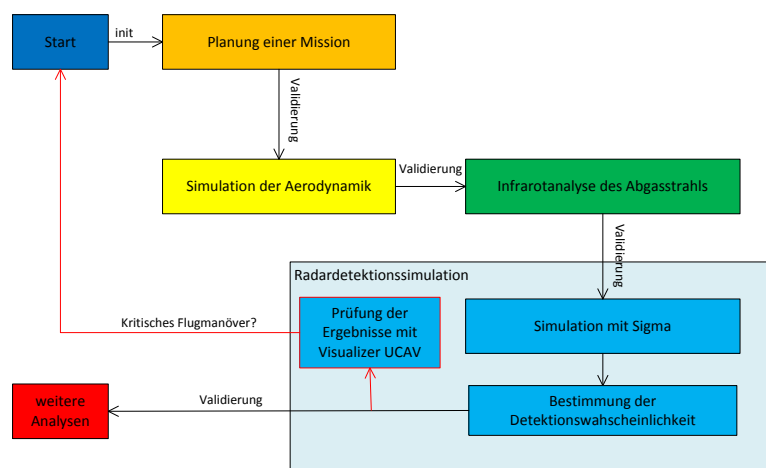 Start
init
Planung einer Mission
Validierung
Simulation der Aerodynamik
Validierung
Infrarotanalyse des Abgasstrahls
Validierung
Radardetektionssimulation
Prüfung der
Ergebnisse mit
Visualizer UCAV
Kritisches Flugmanöver?
Simulation mit Sigma
weitere
Analysen
Validierung
Bestimmung der
Detektionswahscheinlichkeit